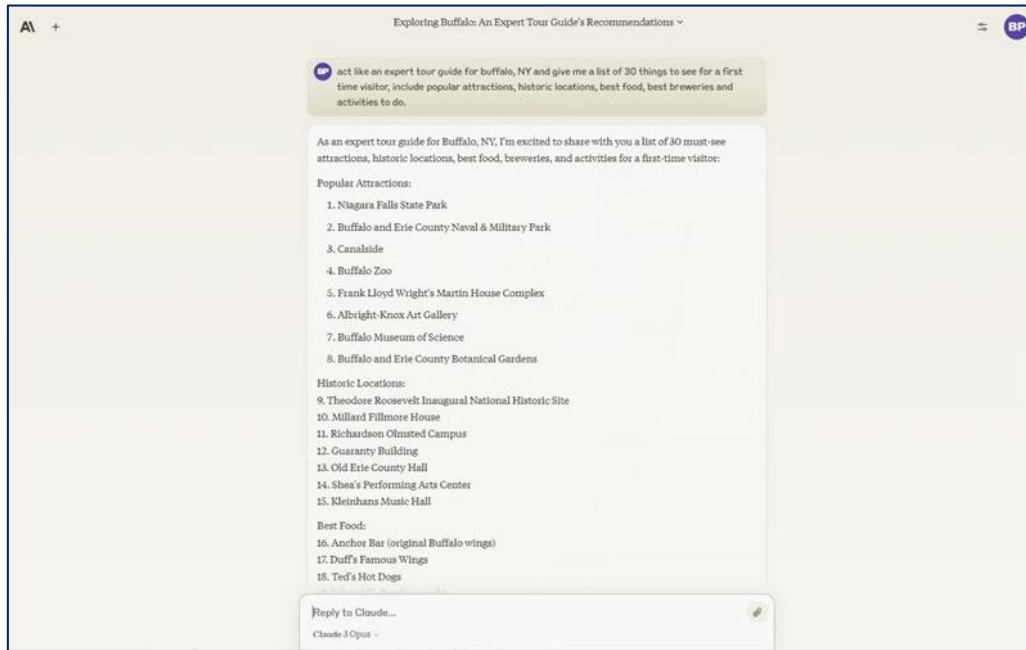 A\ +
Exploring Buffalo: An Expert Tour Guide's Recommendations
BP
BP act like an expert tour guide for buffalo, NY and give me a list of 30 things to see for a first
time visitor, include popular attractions, historic locations, best food, best breweries and
activities to do.
As an expert tour guide for Buffalo, NY, I'm excited to share with you a list of 30 must-see
attractions, historic locations, best food, breweries, and activities for a first-time visitor:
Popular Attractions:
1. Niagara Falls State Park
2. Buffalo and Erie County Naval & Military Park
3. Canalside
4. Buffalo Zoo
5. Frank Lloyd Wright's Martin House Complex
6. Albright-Knox Art Gallery
7. Buffalo Museum of Science
8. Buffalo and Erie County Botanical Gardens
Historic Locations:
9. Theodore Roosevelt Inaugural National Historic Site
10. Millard Fillmore House
11. Richardson Olmsted Campus
12. Guaranty Building
13. Old Erie County Hall
14. Shea's Performing Arts Center
15. Kleinhans Music Hall
Best Food:
16. Anchor Bar (original Buffalo wings)
17. Duff's Famous Wings
18. Ted's Hot Dogs
Reply to Claude...
Claude 3 Opus